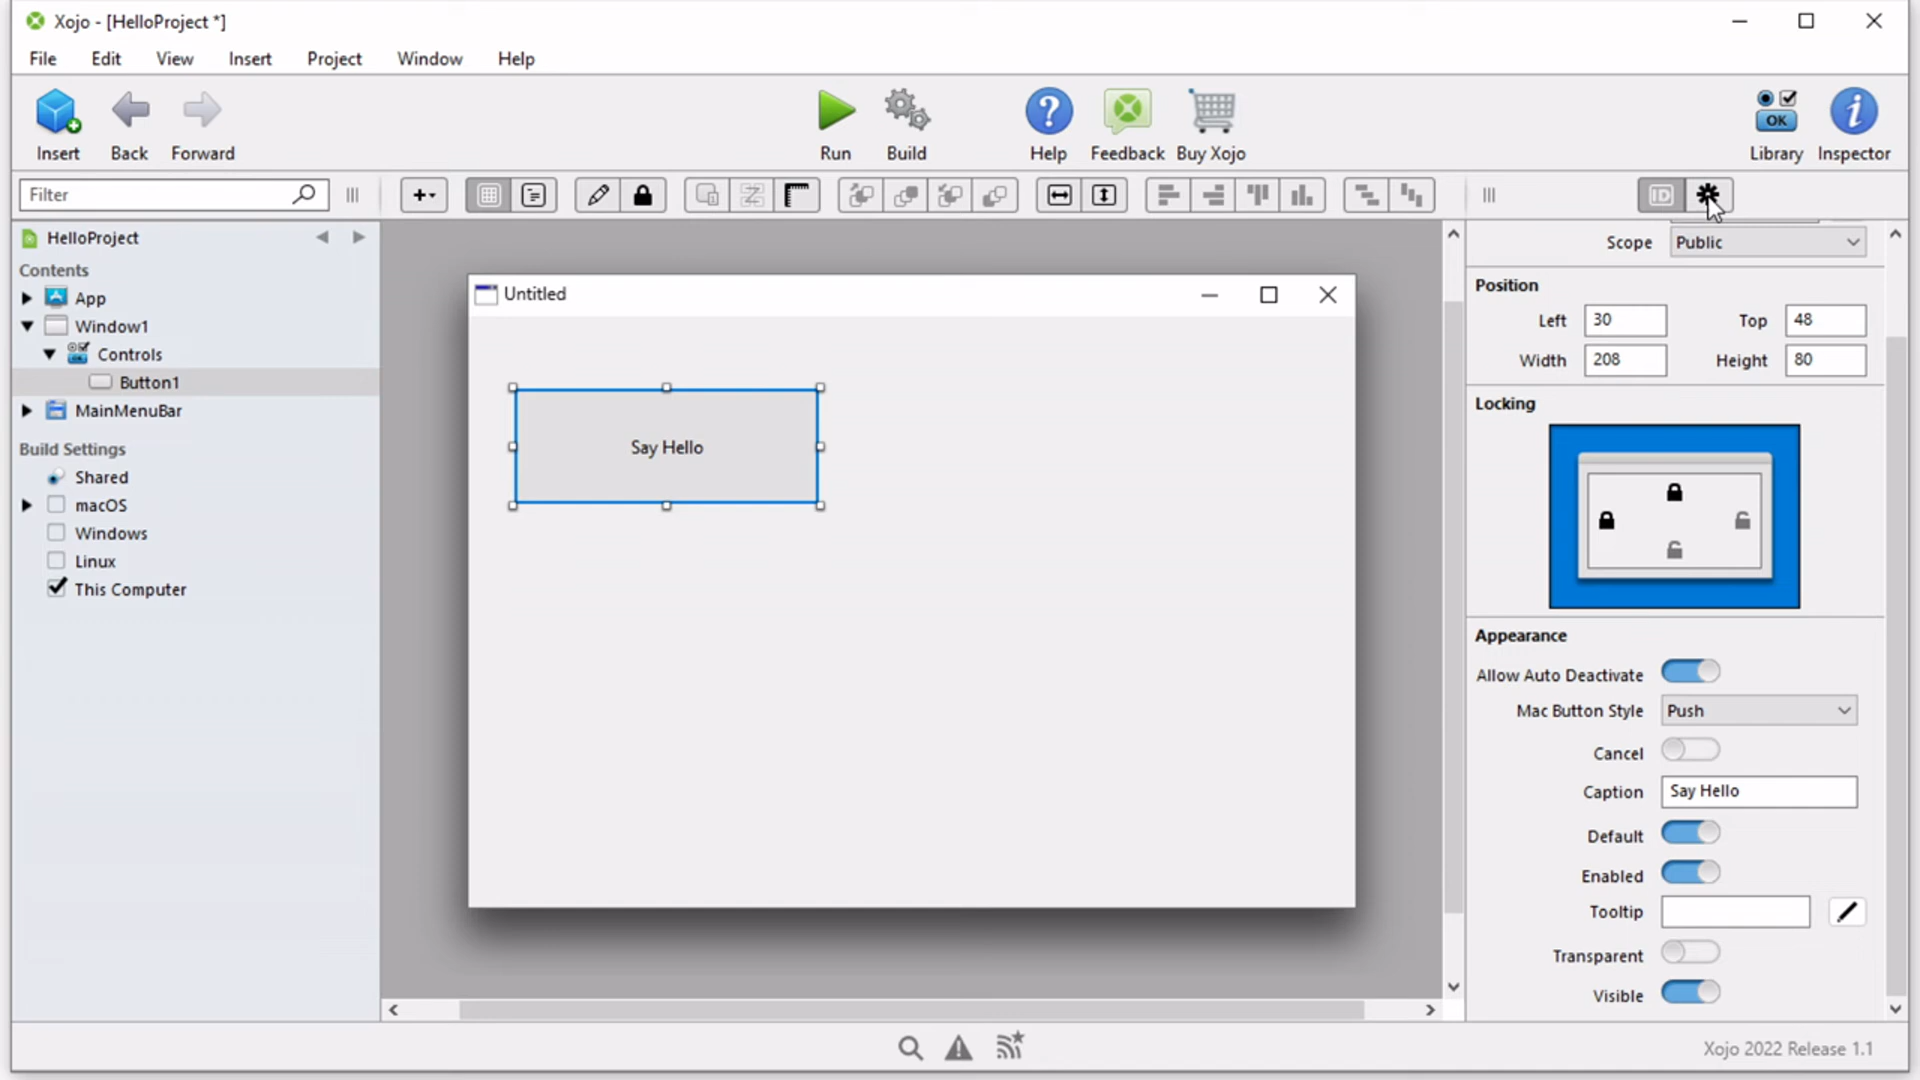 Xojo - [HelloProject *]
File Edit View Insert Project Window Help
OK
Insert Back Forward Run Build Help Feedback Buy Xojo Library Inspector
Filter
ID
HelloProject
Contents
App
Window1
Controls
Button1
MainMenuBar
Build Settings
Shared
macOS
Windows
Linux
This Computer
Untitled
Say Hello
Scope Public
Position
Left 30 Top 48
Width 208 Height 80
Locking
Appearance
Allow Auto Deactivate
Mac Button Style Push
Cancel
Caption Say Hello
Default
Enabled
Tooltip
Transparent
Visible
Xojo 2022 Release 1.1